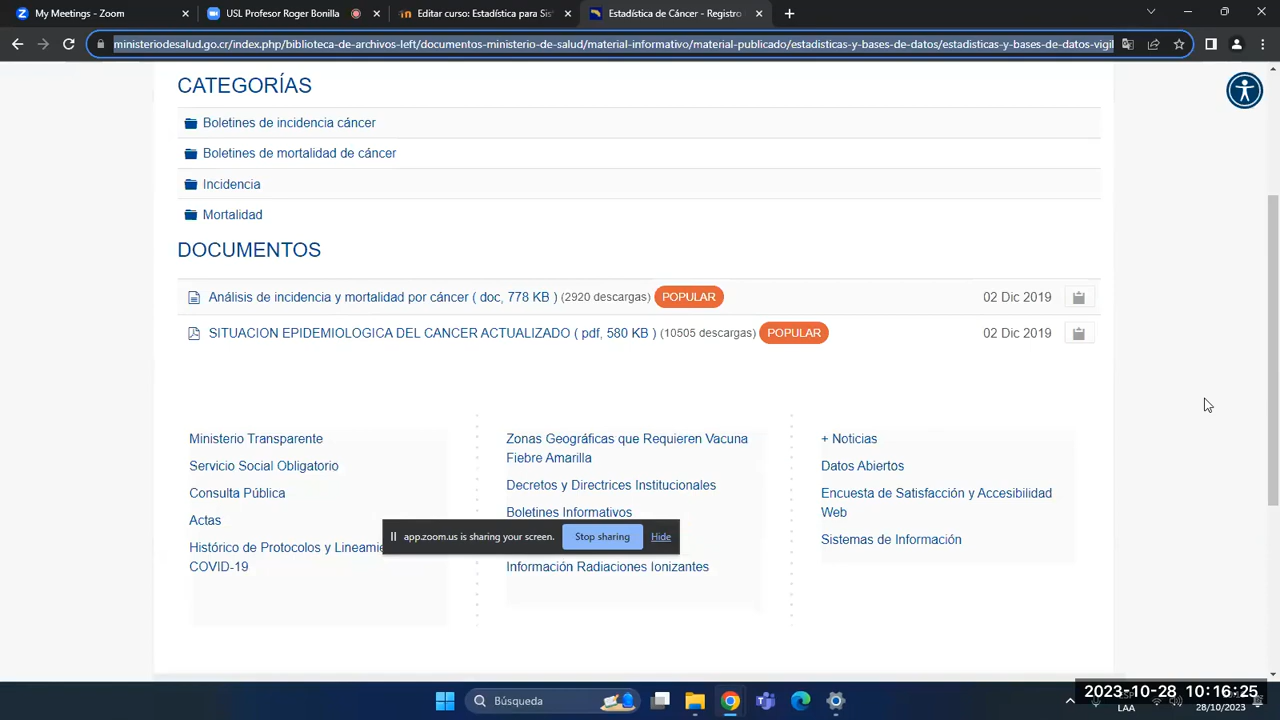 My Meetings - Zoom
USL Profesor Roger Bonilla
Editar curso: Estadística para Sis
Estadística de Cáncer - Registro
ministeriodesalud.go.cr/index.php/biblioteca-de-archivos-left/documentos-ministerio-de-salud/material-informativo/material-publicado/estadisticas-y-bases-de-datos/estadisticas-y-bases-de-datos-vigil
CATEGORÍAS
Boletines de incidencia cáncer
Boletines de mortalidad de cáncer
Incidencia
Mortalidad
DOCUMENTOS
Análisis de incidencia y mortalidad por cáncer ( doc, 778 KB ) (2920 descargas) POPULAR 02 Dic 2019
SITUACION EPIDEMIOLOGICA DEL CANCER ACTUALIZADO ( pdf, 580 KB ) (10505 descargas) POPULAR 02 Dic 2019
Ministerio Transparente
Servicio Social Obligatorio
Consulta Pública
Actas
Histórico de Protocolos y Lineamie
COVID-19
Zonas Geográficas que Requieren Vacuna
Fiebre Amarilla
Decretos y Directrices Institucionales
Boletines Informativos
Información Radiaciones Ionizantes
+ Noticias
Datos Abiertos
Encuesta de Satisfacción y Accesibilidad
Web
Sistemas de Información
app.zoom.us is sharing your screen. Stop sharing Hide
Búsqueda
LAA
2023-10-28 10:16:25
28/10/2023